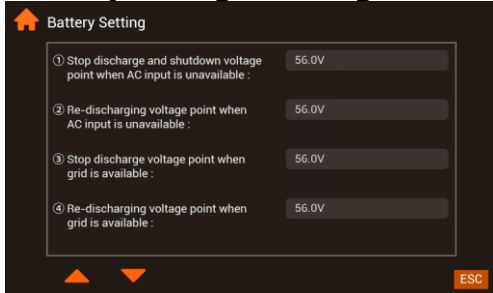 Battery Setting
① Stop discharge and shutdown voltage 56.0V
point when AC input is unavailable :
② Re-discharging voltage point when 56.0V
AC input is unavailable :
③ Stop discharge voltage point when 56.0V
grid is available :
④ Re-discharging voltage point when 56.0V
grid is available :
ESC